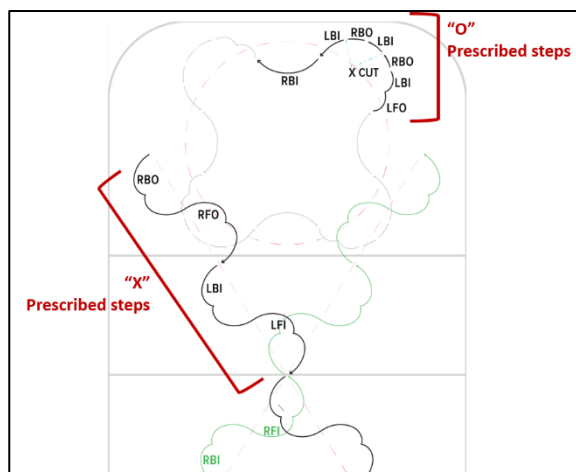 "O"
Prescribed steps
LBI
RBO
LBI
RBO
X CUT
LBI
RBI
LFO
RBO
RFO
"X"
Prescribed steps
LBI
LFI
RFI
RBI